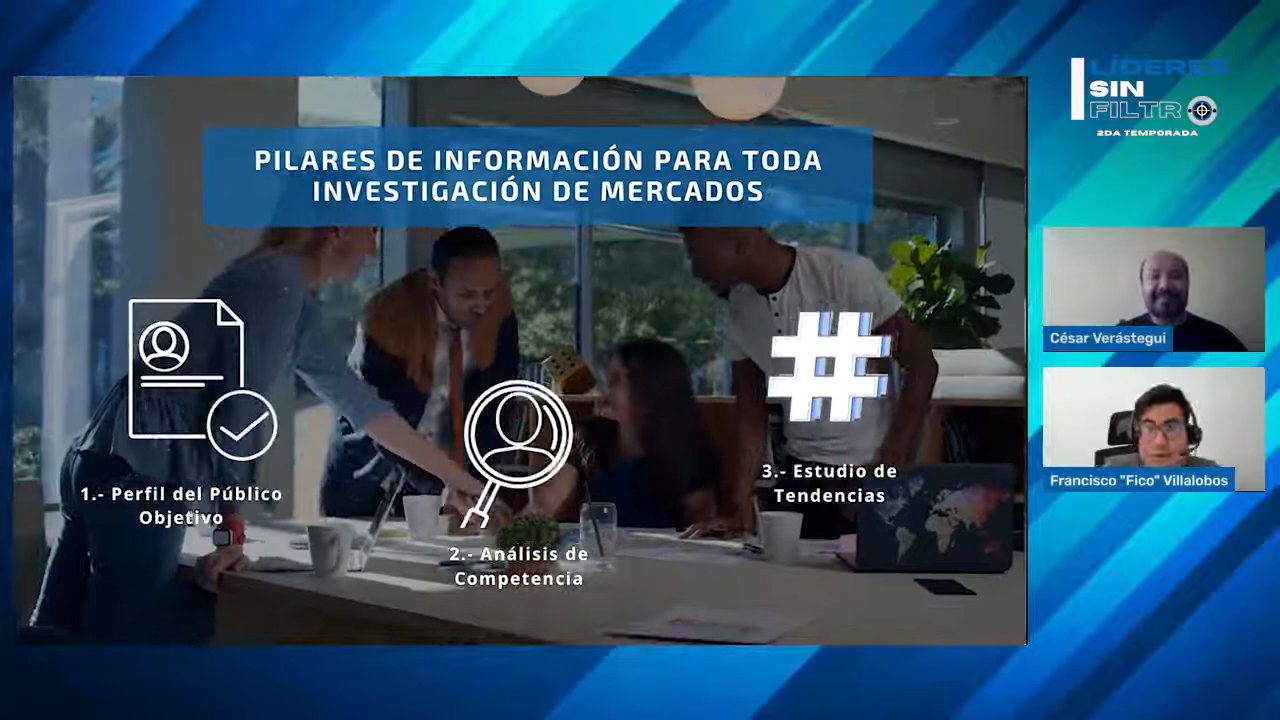 PILARES DE INFORMACIÓN PARA TODA
INVESTIGACIÓN DE MERCADOS
1.- Perfil del Público
Objetivo
2.- Análisis de
Competencia
3.- Estudio de
Tendencias
LÍDERES
SIN
FILTRO
2DA TEMPORADA
César Verástegui
Francisco "Fico" Villalobos